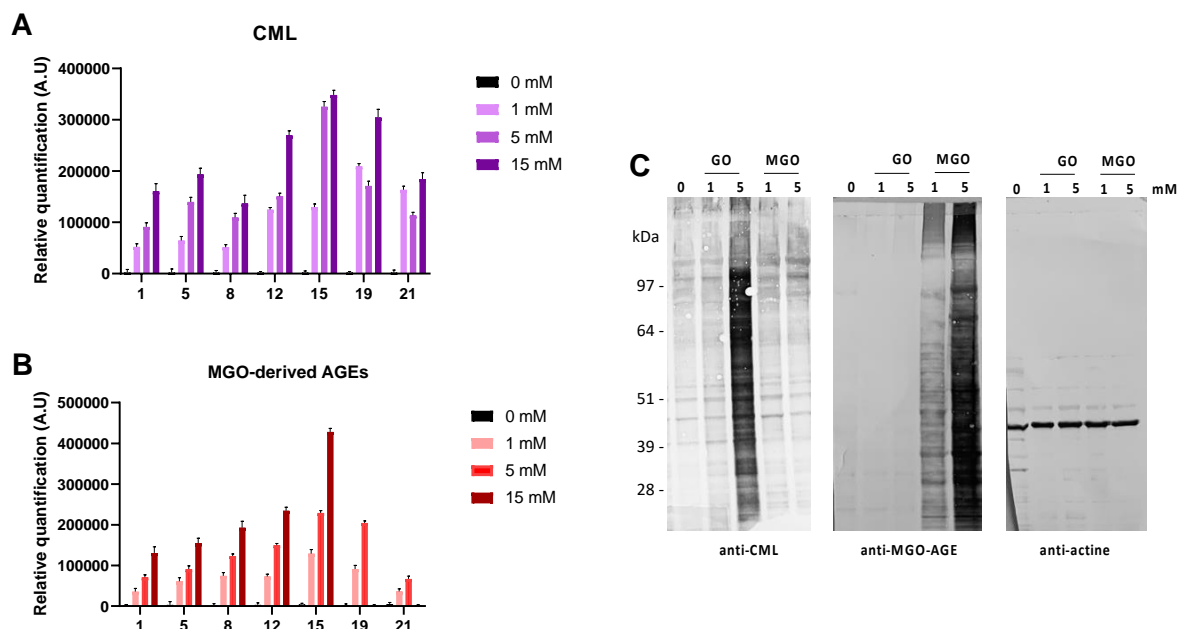 A
CML
Relative quantification (A.U)
400000
300000
200000
100000
0
1 5 8 12 15 19 21
0 mM
1 mM
5 mM
15 mM
B
MGO-derived AGEs
Relative quantification (A.U)
500000
400000
300000
200000
100000
0
1 5 8 12 15 19 21
0 mM
1 mM
5 mM
15 mM
C
GO MGO GO MGO GO MGO
0 1 5 1 5 0 1 5 1 5 0 1 5 1 5 mM
kDa
97 -
64 -
51 -
39 -
28 -
anti-CML anti-MGO-AGE anti-actine